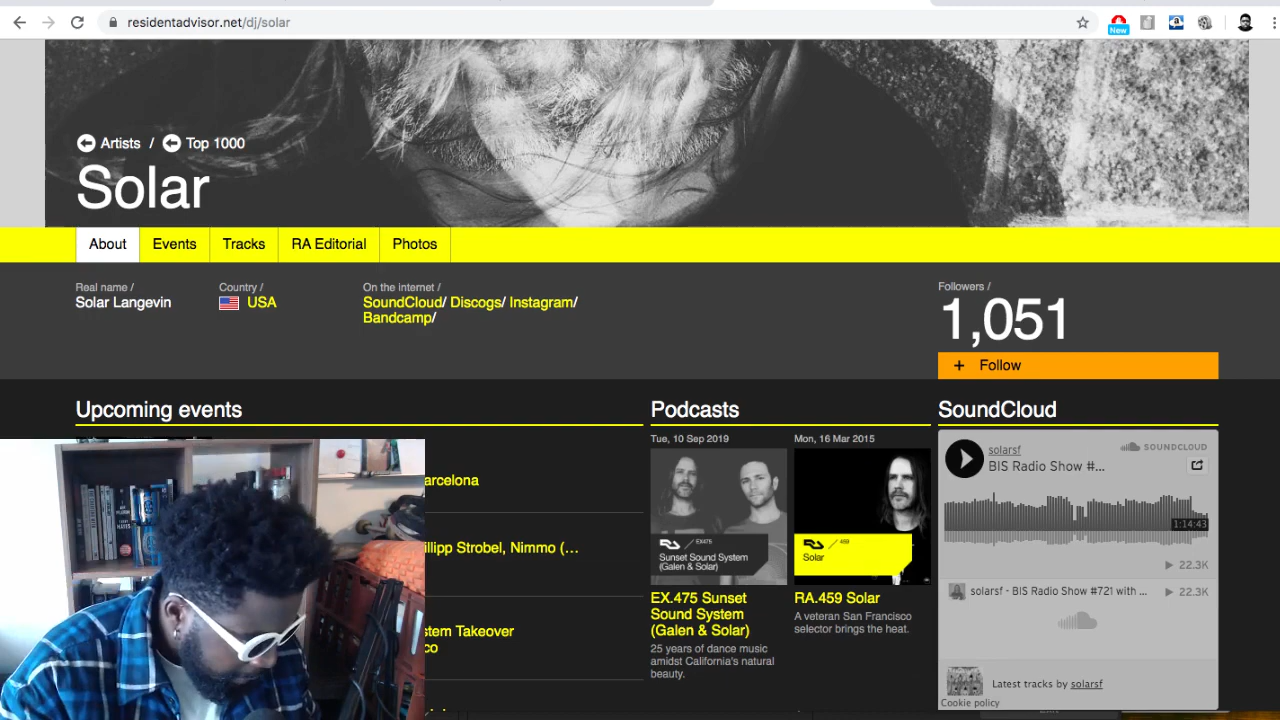 residentadvisor.net/dj/solar
New
Artists / Top 1000
Solar
About Events Tracks RA Editorial Photos
Real name /
Solar Langevin
Country /
USA
On the internet /
SoundCloud/ Discogs/ Instagram/
Bandcamp/
Followers /
1,051
+ Follow
Upcoming events
arcelona
illipp Strobel, Nimmo (…
stem Takeover
co
Podcasts
Tue, 10 Sep 2019
EX475
Sunset Sound System
(Galen & Solar)
EX.475 Sunset
Sound System
(Galen & Solar)
25 years of dance music
amidst California's natural
beauty.
Mon, 16 Mar 2015
459
Solar
RA.459 Solar
A veteran San Francisco
selector brings the heat.
SoundCloud
solarsf
SOUNDCLOUD
BIS Radio Show #...
1:14:43
22.3K
solarsf - BIS Radio Show #721 with ... 22.3K
Latest tracks by solarsf
Cookie policy